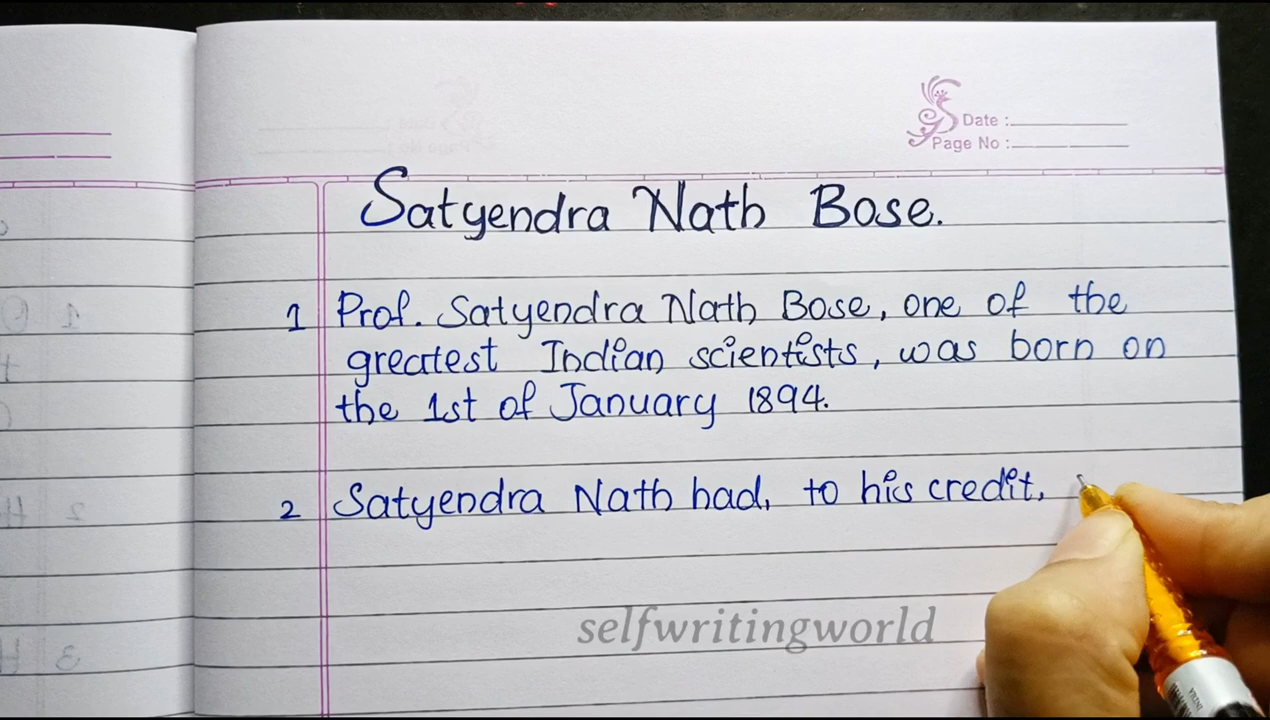 Date :
Page No :
Satyendra Nath Bose.
1 Prof. Satyendra Nath Bose, one of the
greatest Indian scientists, was born on
the 1st of January 1894.
2 Satyendra Nath had, to his credit,
selfwritingworld